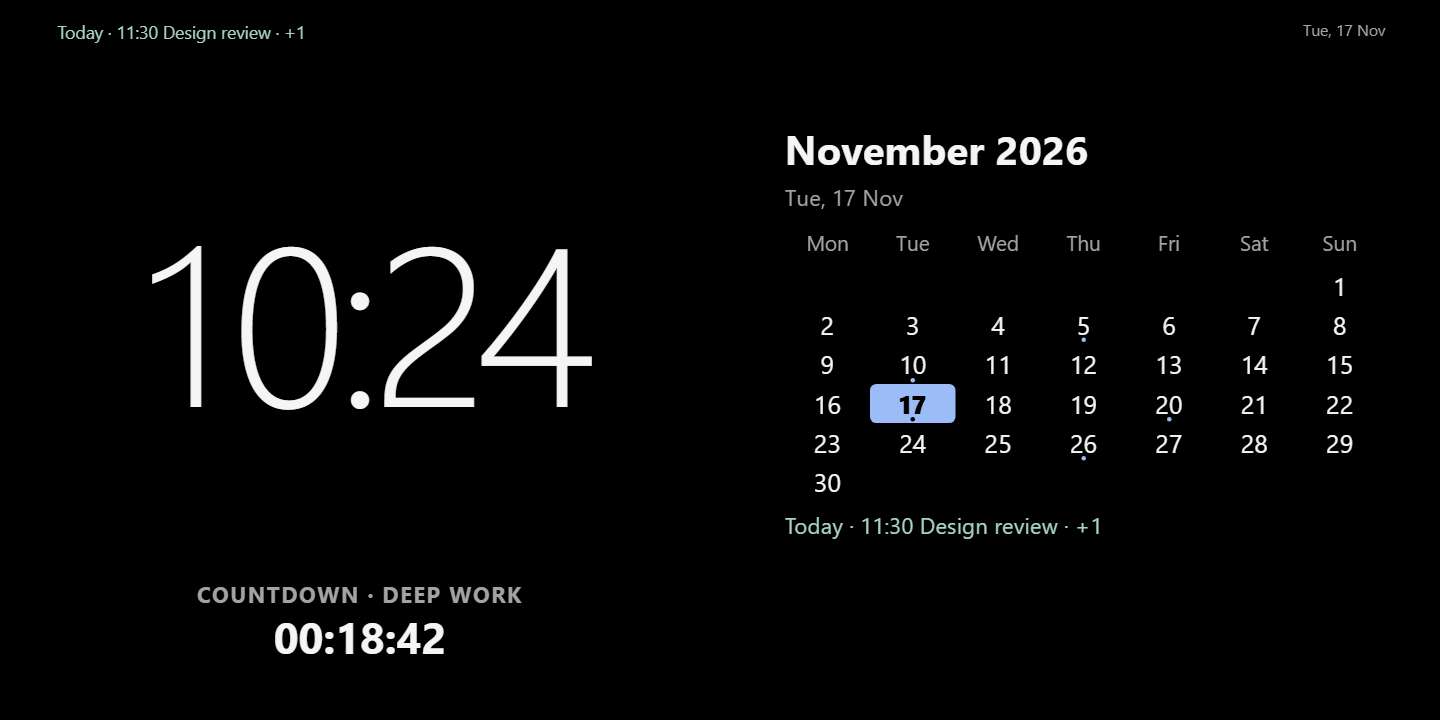 Today · 11:30 Design review · +1
Tue, 17 Nov
10:24
COUNTDOWN · DEEP WORK
00:18:42
November 2026
Tue, 17 Nov
Mon Tue Wed Thu Fri Sat Sun
1
2 3 4 5 6 7 8
9 10 11 12 13 14 15
16 17 18 19 20 21 22
23 24 25 26 27 28 29
30
Today · 11:30 Design review · +1